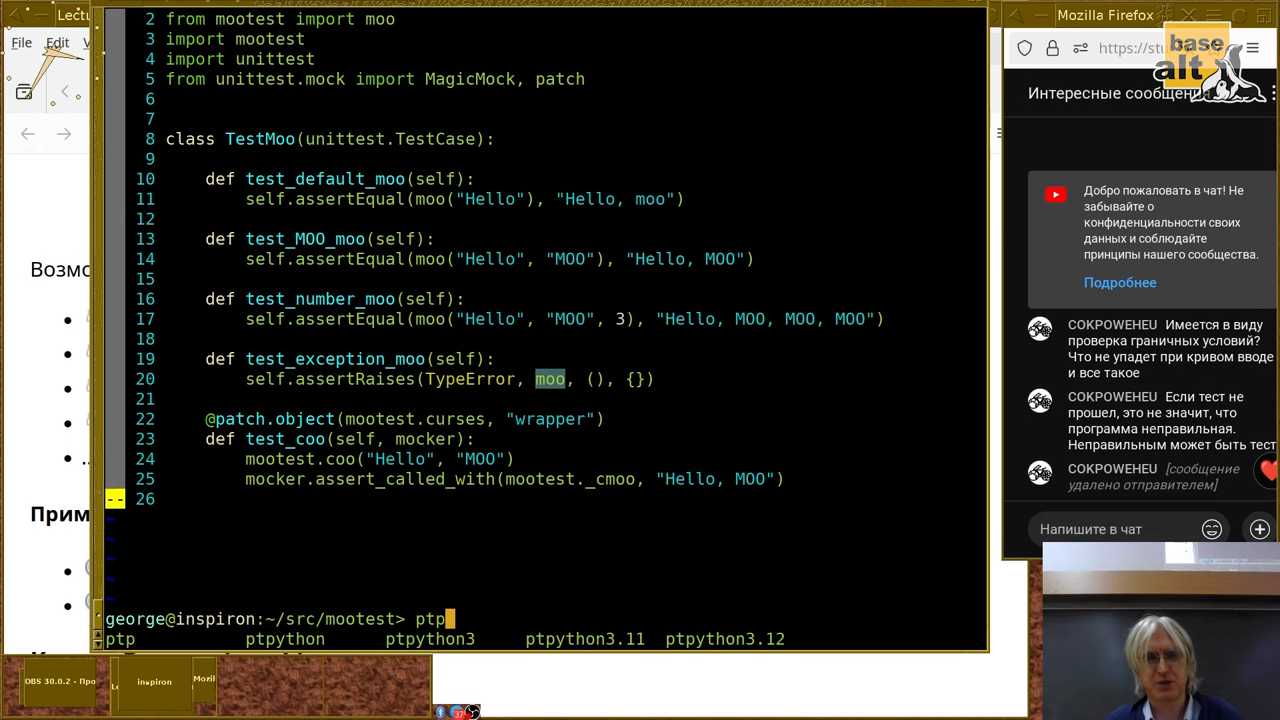 Lectu
File Edit V
Возмо
..
Прим
2 from mootest import moo
3 import mootest
4 import unittest
5 from unittest.mock import MagicMock, patch
6
7
8 class TestMoo(unittest.TestCase):
9
10     def test_default_moo(self):
11         self.assertEqual(moo("Hello"), "Hello, moo")
12
13     def test_MOO_moo(self):
14         self.assertEqual(moo("Hello", "MOO"), "Hello, MOO")
15
16     def test_number_moo(self):
17         self.assertEqual(moo("Hello", "MOO", 3), "Hello, MOO, MOO, MOO")
18
19     def test_exception_moo(self):
20         self.assertRaises(TypeError, moo, (), {})
21
22     @patch.object(mootest.curses, "wrapper")
23     def test_coo(self, mocker):
24         mootest.coo("Hello", "MOO")
25         mocker.assert_called_with(mootest._cmoo, "Hello, MOO")
-- 26
~
~
~
~
~
george@inspiron:~/src/mootest> ptp
ptp ptpython ptpython3 ptpython3.11 ptpython3.12
OBS 30.0.2 - Про
inspiron
Mozil
37
Mozilla Firefox
https://stu
base
alt
Интересные сообщения
Добро пожаловать в чат! Не
забывайте о
конфиденциальности своих
данных и соблюдайте
принципы нашего сообщества.
Подробнее
COKPOWEHEU Имеется в виду
проверка граничных условий?
Что не упадет при кривом вводе
и все такое
COKPOWEHEU Если тест не
прошел, это не значит, что
программа неправильная.
Неправильным может быть тест
COKPOWEHEU [сообщение
удалено отправителем]
Напишите в чат